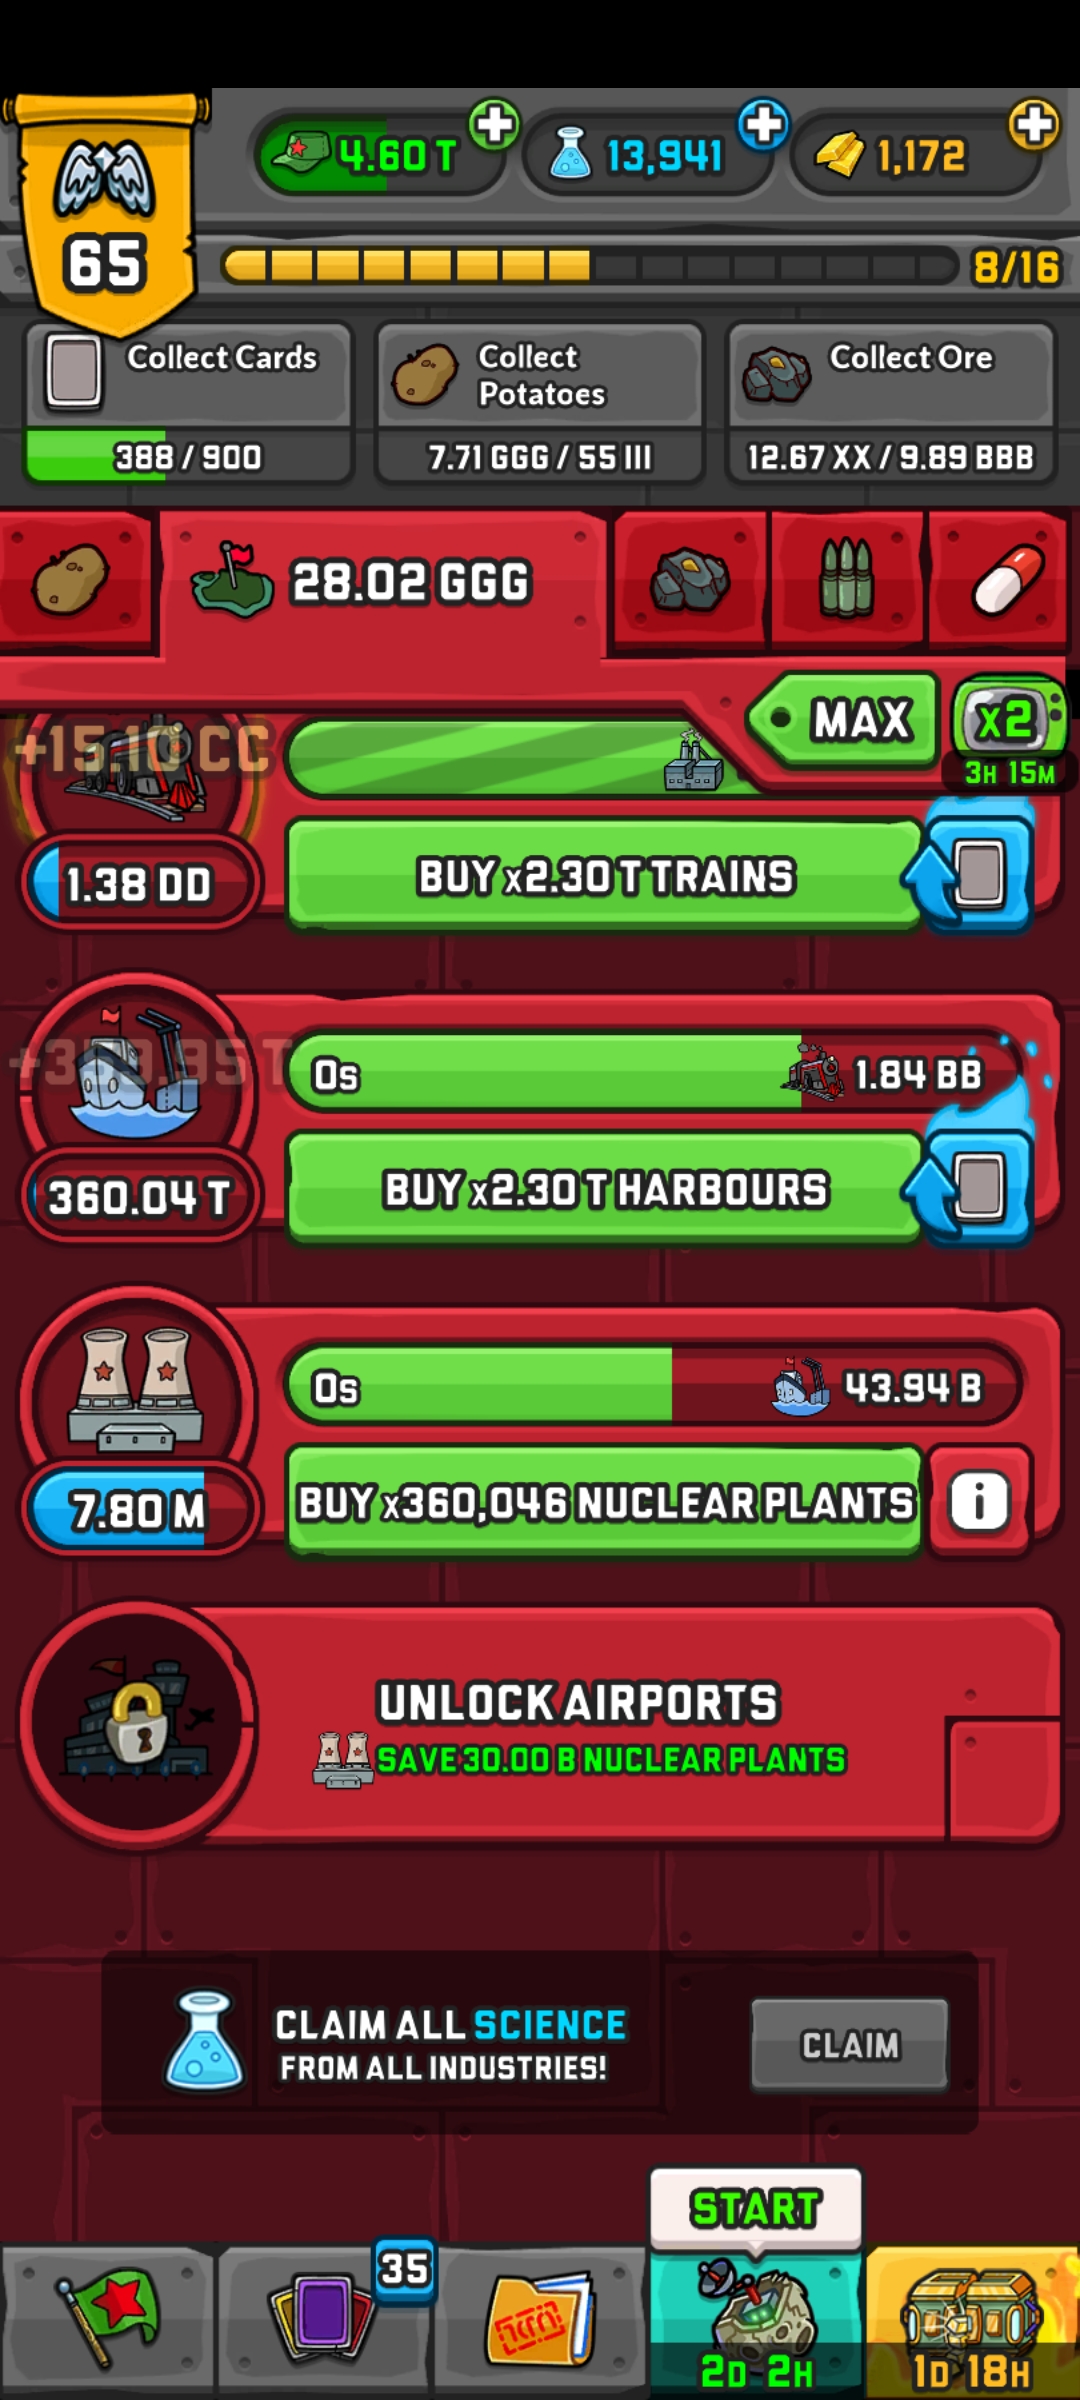 4.60 T
13,941
1,172
65
8/16
Collect Cards
388 / 900
Collect
Potatoes
7.71 GGG / 55 III
Collect Ore
12.67 XX / 9.89 BBB
28.02 GGG
MAX
x2
3H 15M
+15.10 CC
1.38 DD
BUY x2.30 T TRAINS
+359.95 T
0s
1.84 BB
360.04 T
BUY x2.30 T HARBOURS
0s
43.94 B
7.80 M
BUY x360,046 NUCLEAR PLANTS
i
UNLOCK AIRPORTS
SAVE 30.00 B NUCLEAR PLANTS
CLAIM ALL SCIENCE
FROM ALL INDUSTRIES!
CLAIM
START
35
2D 2H
1D 18H